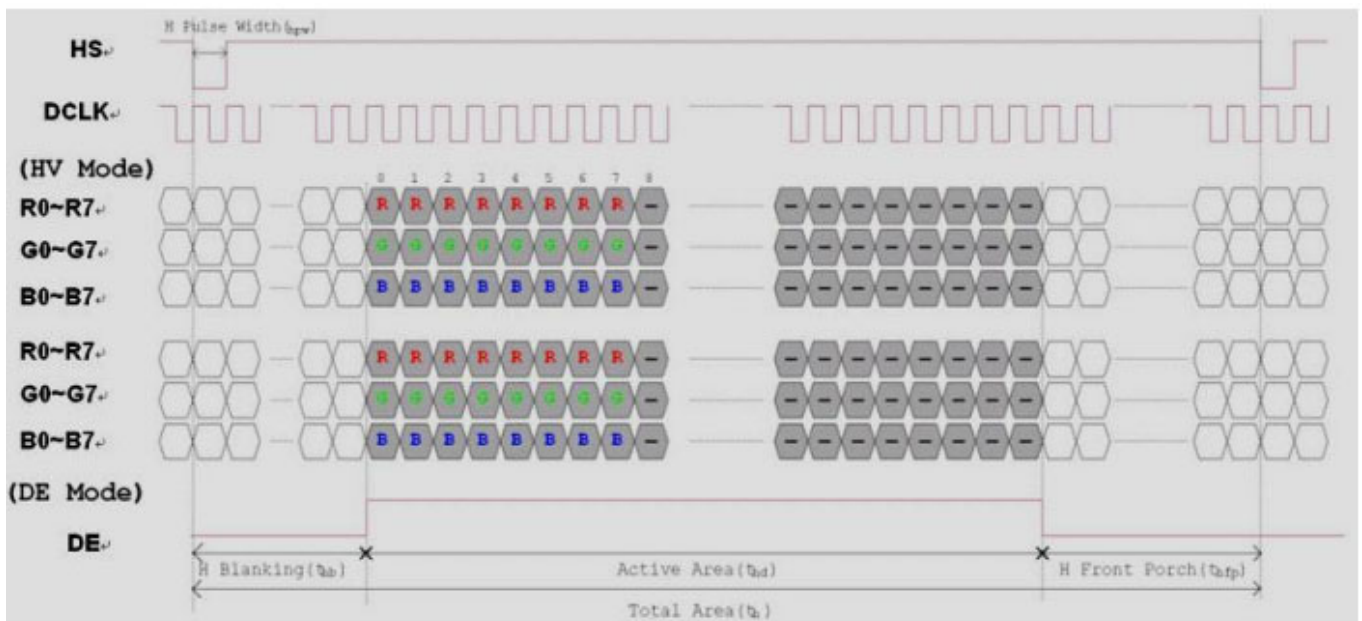 H Pulse Width(thpw)
HS
DCLK
(HV Mode)
0 1 2 3 4 5 6 7 8
R0~R7 R R R R R R R R - - - - - - - - -
G0~G7 G G G G G G G G - - - - - - - - -
B0~B7 B B B B B B B B - - - - - - - - -
R0~R7 R R R R R R R R - - - - - - - - -
G0~G7 G G G G G G G G - - - - - - - - -
B0~B7 B B B B B B B B - - - - - - - - -
(DE Mode)
DE
H Blanking(thb) Active Area(thd) H Front Porch(thfp)
Total Area(th)